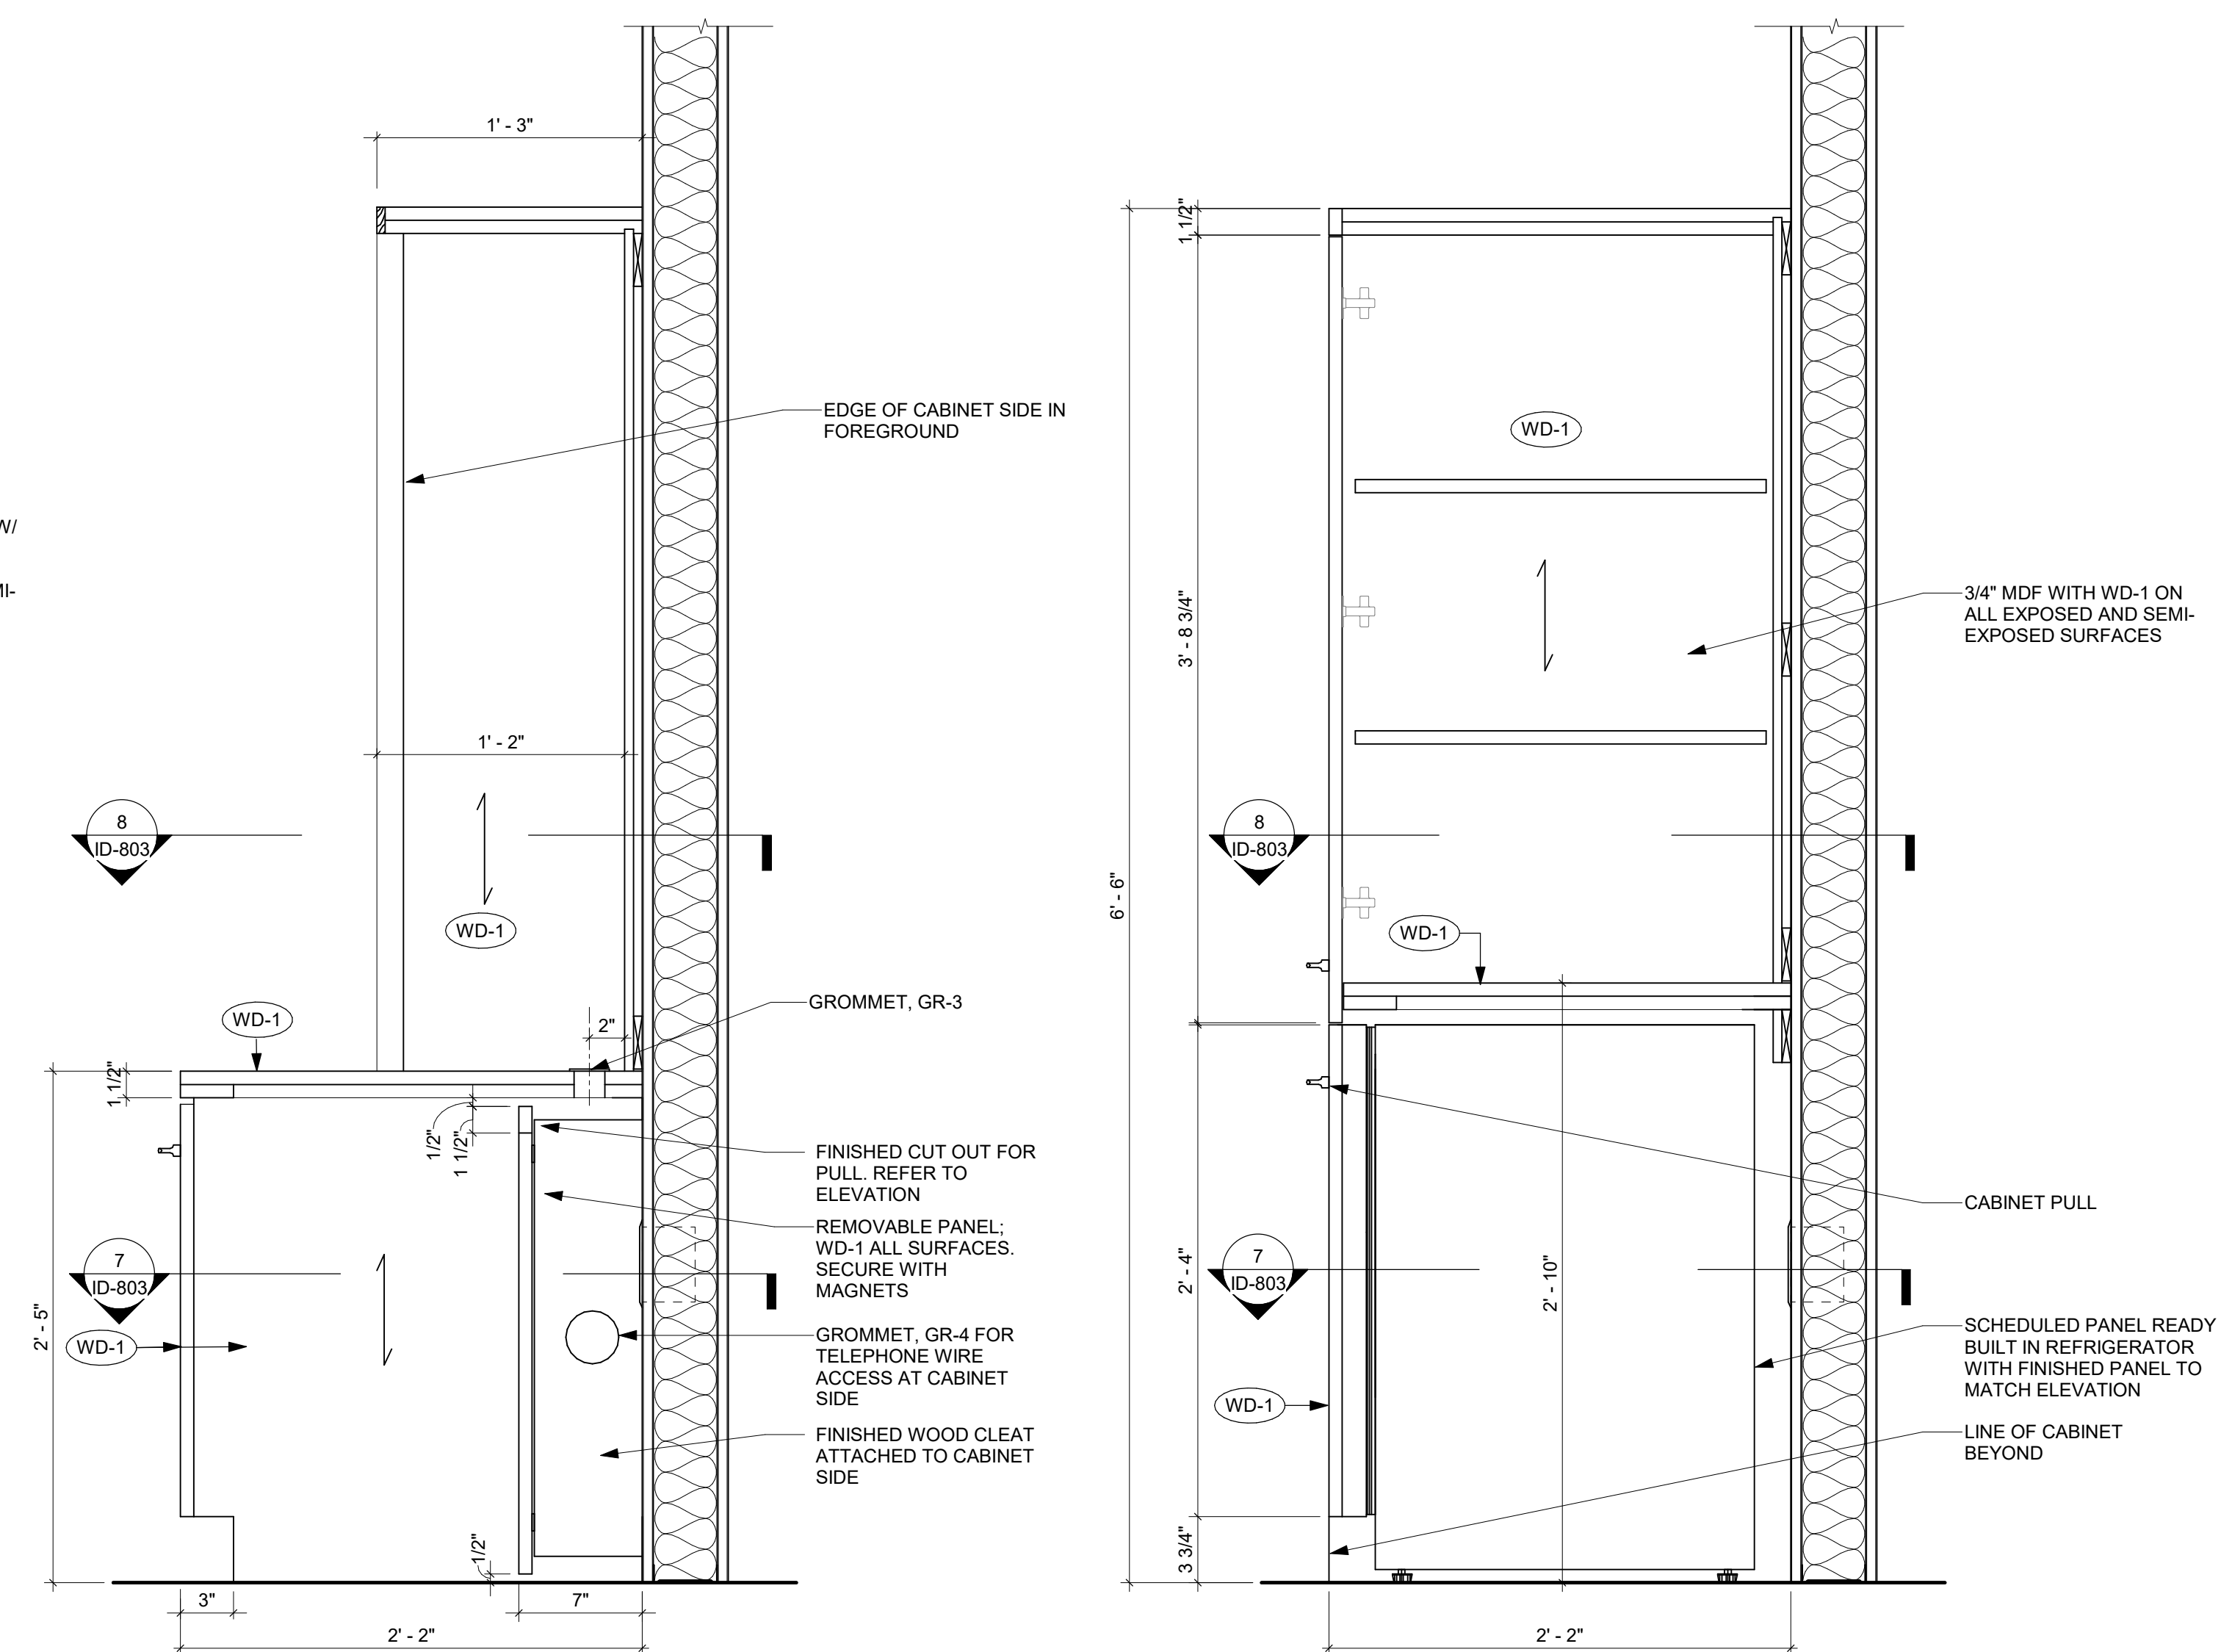 1' - 3"
EDGE OF CABINET SIDE IN
FOREGROUND
W/
MI-
1' - 2"
8
ID-803
WD-1
GROMMET, GR-3
WD-1
2"
1 1/2"
1/2"
1 1/2"
FINISHED CUT OUT FOR
PULL. REFER TO
ELEVATION
REMOVABLE PANEL;
WD-1 ALL SURFACES.
SECURE WITH
MAGNETS
7
ID-803
2' - 5"
WD-1
GROMMET, GR-4 FOR
TELEPHONE WIRE
ACCESS AT CABINET
SIDE
FINISHED WOOD CLEAT
ATTACHED TO CABINET
SIDE
1/2"
3"
7"
2' - 2"
1 1/2"
WD-1
3' - 8 3/4"
3/4" MDF WITH WD-1 ON
ALL EXPOSED AND SEMI-
EXPOSED SURFACES
8
ID-803
6' - 6"
WD-1
CABINET PULL
7
ID-803
2' - 4"
2' - 10"
SCHEDULED PANEL READY
BUILT IN REFRIGERATOR
WITH FINISHED PANEL TO
MATCH ELEVATION
WD-1
LINE OF CABINET
BEYOND
3 3/4"
2' - 2"